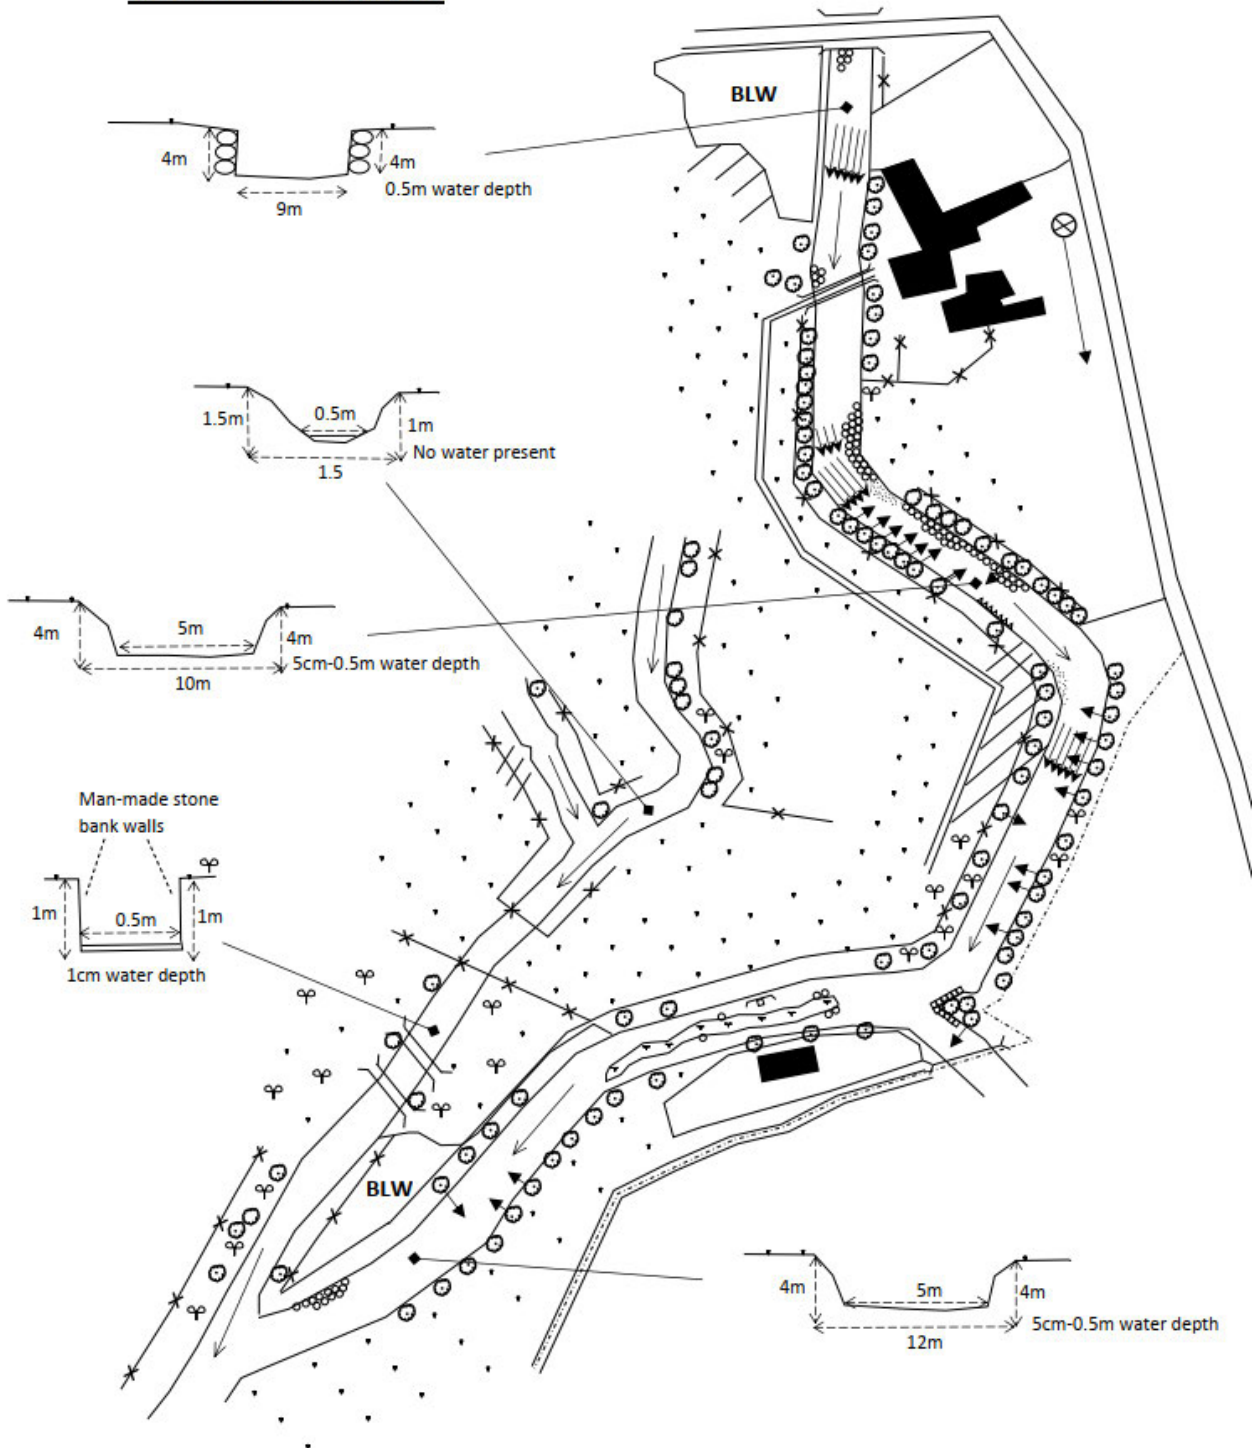 BLW
4m
4m
0.5m water depth
9m
1.5m
0.5m
1m
No water present
1.5
4m
5m
4m
5cm-0.5m water depth
10m
Man-made stone
bank walls
1m
0.5m
1m
1cm water depth
BLW
4m
5m
4m
5cm-0.5m water depth
12m